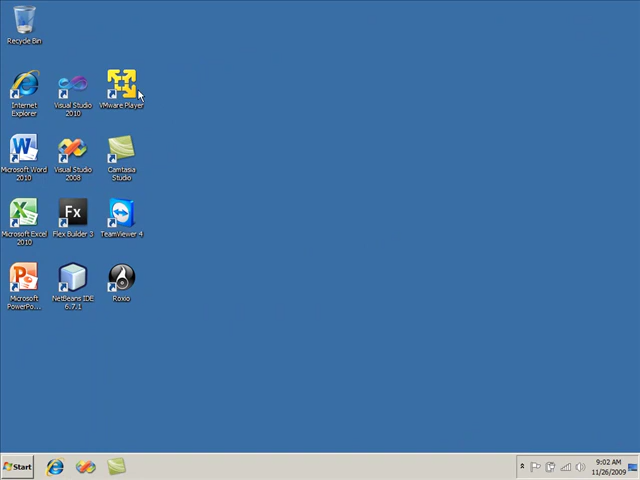 Recycle Bin
Internet
Explorer
Visual Studio
2010
VMware Player
Microsoft Word
2010
Visual Studio
2008
Camtasia
Studio
Microsoft Excel
2010
Fx
Flex Builder 3
TeamViewer 4
Microsoft
PowerPo...
NetBeans IDE
6.7.1
Roxio
Start
9:02 AM
11/26/2009